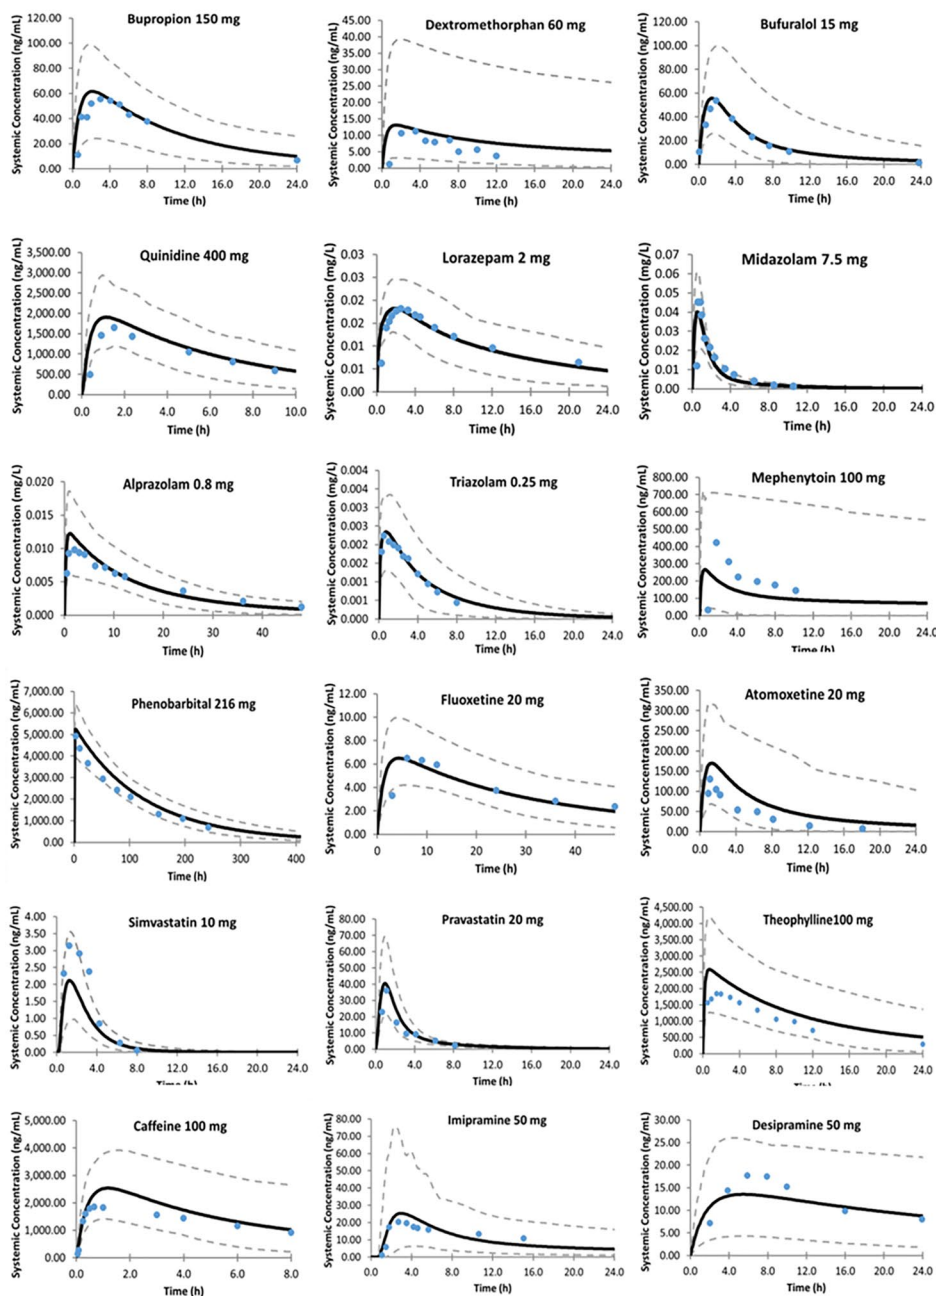 Bupropion 150 mg
Systemic Concentration (ng/mL)
120.00
100.00
80.00
60.00
40.00
20.00
0.00
0.0 4.0 8.0 12.0 16.0 20.0 24.0
Time (h)
Dextromethorphan 60 mg
Systemic Concentration (ng/mL)
45.00
40.00
35.00
30.00
25.00
20.00
15.00
10.00
5.00
0.00
0.0 4.0 8.0 12.0 16.0 20.0 24.0
Time (h)
Bufuralol 15 mg
Systemic Concentration (ng/mL)
120.00
100.00
80.00
60.00
40.00
20.00
0.00
0.0 4.0 8.0 12.0 16.0 20.0 24.0
Time (h)
Quinidine 400 mg
Systemic Concentration (ng/mL)
3,500.00
3,000.00
2,500.00
2,000.00
1,500.00
1,000.00
500.00
0.00
0.0 2.0 4.0 6.0 8.0 10.0
Time (h)
Lorazepam 2 mg
Systemic Concentration (mg/L)
0.03
0.02
0.02
0.01
0.01
0.00
0.0 4.0 8.0 12.0 16.0 20.0 24.0
Time (h)
Midazolam 7.5 mg
Systemic Concentration (mg/L)
0.07
0.06
0.05
0.04
0.03
0.02
0.01
0.00
0.0 4.0 8.0 12.0 16.0 20.0 24.0
Time (h)
Alprazolam 0.8 mg
Systemic Concentration (mg/L)
0.020
0.015
0.010
0.005
0.000
0 10 20 30 40
Time (h)
Triazolam 0.25 mg
Systemic Concentration (mg/L)
0.004
0.004
0.003
0.003
0.002
0.002
0.001
0.001
0.000
0.0 4.0 8.0 12.0 16.0 20.0 24.0
Time (h)
Mephenytoin 100 mg
Systemic Concentration (ng/mL)
800.00
700.00
600.00
500.00
400.00
300.00
200.00
100.00
0.00
0.0 4.0 8.0 12.0 16.0 20.0 24.0
Time (h)
Phenobarbital 216 mg
Systemic Concentration (ng/mL)
7,000.00
6,000.00
5,000.00
4,000.00
3,000.00
2,000.00
1,000.00
0.00
0 100 200 300 400
Time (h)
Fluoxetine 20 mg
Systemic Concentration (ng/mL)
12.00
10.00
8.00
6.00
4.00
2.00
0.00
0 10 20 30 40
Time (h)
Atomoxetine 20 mg
Systemic Concentration (ng/mL)
350.00
300.00
250.00
200.00
150.00
100.00
50.00
0.00
0.0 4.0 8.0 12.0 16.0 20.0 24.0
Time (h)
Simvastatin 10 mg
Systemic Concentration (ng/mL)
4.00
3.50
3.00
2.50
2.00
1.50
1.00
0.50
0.00
0.0 4.0 8.0 12.0 16.0 20.0 24.0
Time (h)
Pravastatin 20 mg
Systemic Concentration (ng/mL)
80.00
70.00
60.00
50.00
40.00
30.00
20.00
10.00
0.00
0.0 4.0 8.0 12.0 16.0 20.0 24.0
Time (h)
Theophylline100 mg
Systemic Concentration (ng/mL)
4,500.00
4,000.00
3,500.00
3,000.00
2,500.00
2,000.00
1,500.00
1,000.00
500.00
0.00
0.0 4.0 8.0 12.0 16.0 20.0 24.0
Time (h)
Caffeine 100 mg
Systemic Concentration (ng/mL)
5,000.00
4,000.00
3,000.00
2,000.00
1,000.00
0.00
0.0 2.0 4.0 6.0 8.0
Time (h)
Imipramine 50 mg
Systemic Concentration (ng/mL)
80.00
70.00
60.00
50.00
40.00
30.00
20.00
10.00
0.00
0.0 4.0 8.0 12.0 16.0 20.0 24.0
Time (h)
Desipramine 50 mg
Systemic Concentration (ng/mL)
30.00
25.00
20.00
15.00
10.00
5.00
0.00
0.0 4.0 8.0 12.0 16.0 20.0 24.0
Time (h)